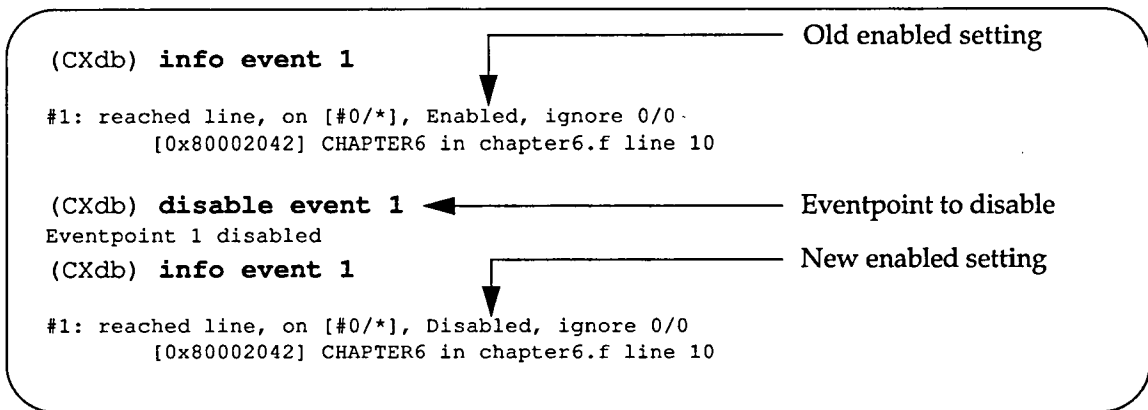 Old enabled setting
(CXdb) info event 1
#1: reached line, on [#0/*], Enabled, ignore 0/0
[0x80002042] CHAPTER6 in chapter6.f line 10
(CXdb) disable event 1
Eventpoint to disable
Eventpoint 1 disabled
New enabled setting
(CXdb) info event 1
#1: reached line, on [#0/*], Disabled, ignore 0/0
[0x80002042] CHAPTER6 in chapter6.f line 10